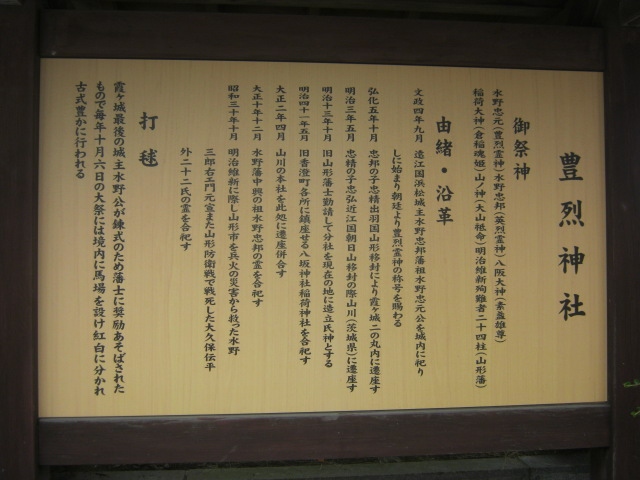 豊烈神社
御祭神
水野忠元(豊烈霊神)水野忠邦(英烈霊神)八阪大神(素盞雄尊)
稲荷大神(倉稲魂姫)山ノ神(大山祗命)明治維新殉難者二十四柱(山形藩)
由緒・沿革
文政四年九月 遠江国浜松城主水野忠邦藩祖水野忠元公を城内に祀り
しに始まり朝廷より豊烈霊神の称号を賜わる
弘化五年十月 忠邦の子忠精出羽国山形移封により霞ヶ城二の丸内に遷座す
明治三年五月 忠精の子忠弘近江国朝日山移封の際山川(茨城県)に遷座す
明治十三年十月 旧山形藩士勧請して分社を現在の地に造立氏神とする
明治四十一年五月 旧香澄町各所に鎮座せる八坂神社稲荷神社を合祀す
大正二年四月 山川の本社を此処に遷座併合す
大正十年十二月 水野藩中興の祖水野忠邦の霊を合祀す
昭和三十年十月 明治維新に際し山形市を兵火の災害から救った水野
三郎右エ門元宣また山形防衛戦で戦死した大久保伝平
外二十二氏の霊を合祀す
打毬
霞ヶ城最後の城主水野公が錬式のため藩士に奨励あそばされた
もので毎年十月六日の大祭には境内に馬場を設け紅白に分かれ
古式豊かに行われる